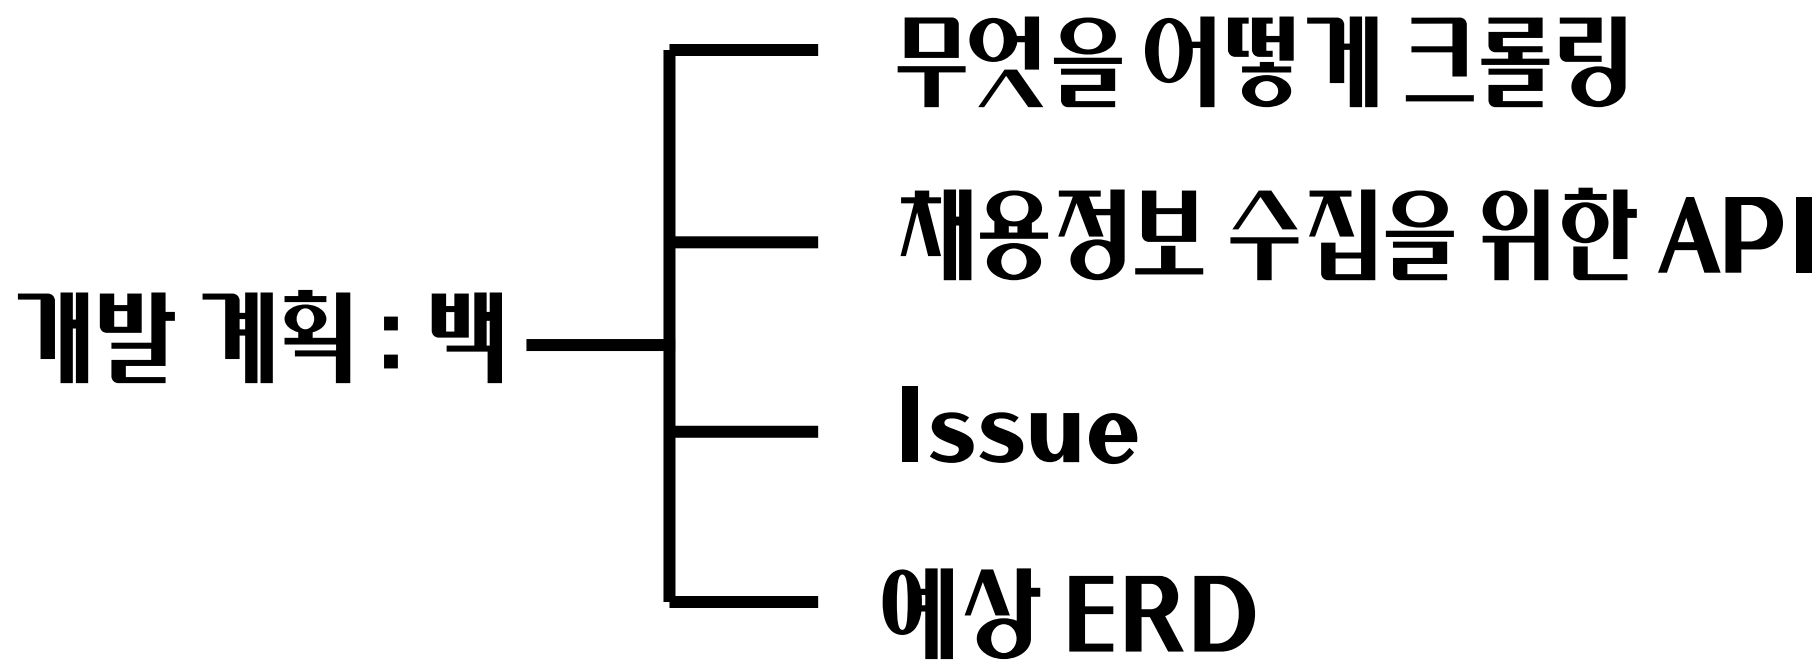 무엇을 어떻게 크롤링
채용정보 수집을 위한 API
개발 계획 : 백
Issue
예상 ERD